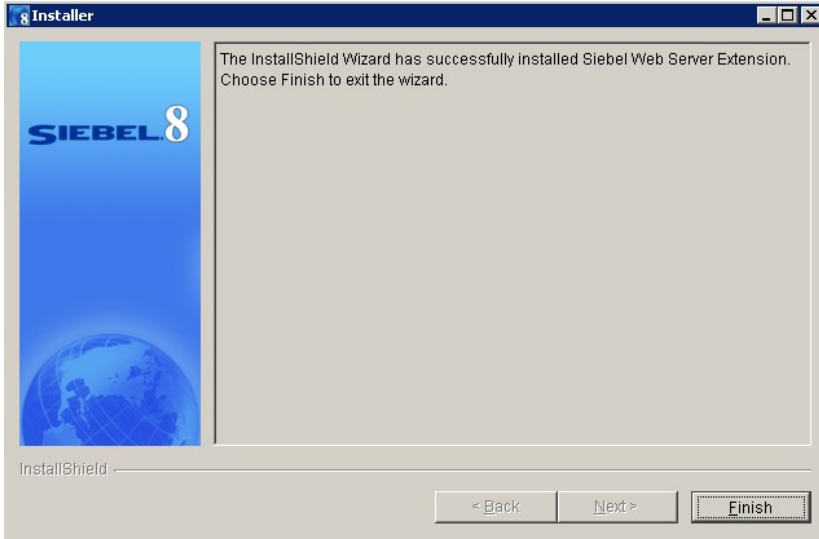 8 Installer
The InstallShield Wizard has successfully installed Siebel Web Server Extension.
Choose Finish to exit the wizard.
SIEBEL.8
InstallShield
< Back
Next >
Finish